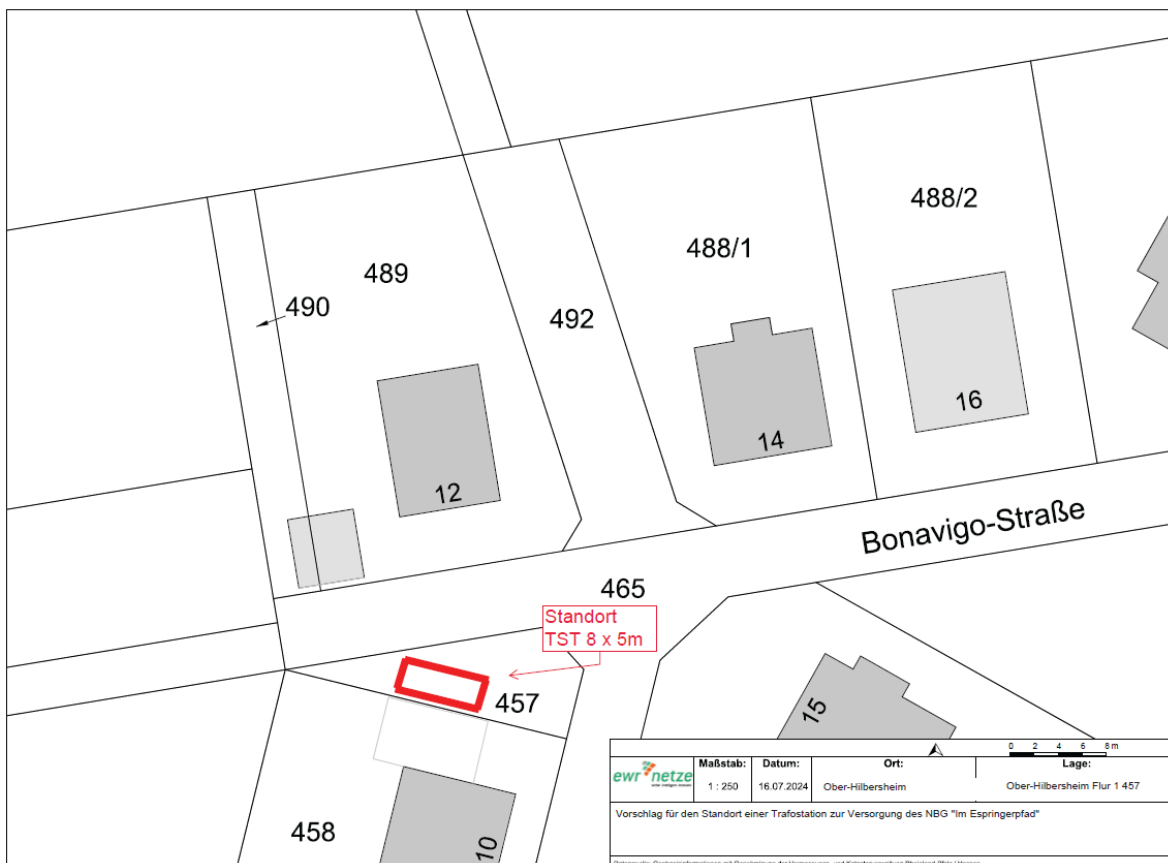 488/2
488/1
489
490
492
16
14
12
Bonavigo-Straße
465
Standort
TST 8 x 5m
457
15
458
10
0 2 4 6 8 m
ewr netze
Maßstab: Datum: Ort: Lage:
1 : 250 16.07.2024 Ober-Hilbersheim Ober-Hilbersheim Flur 1 457
Vorschlag für den Standort einer Trafostation zur Versorgung des NBG "Im Espringerpfad"